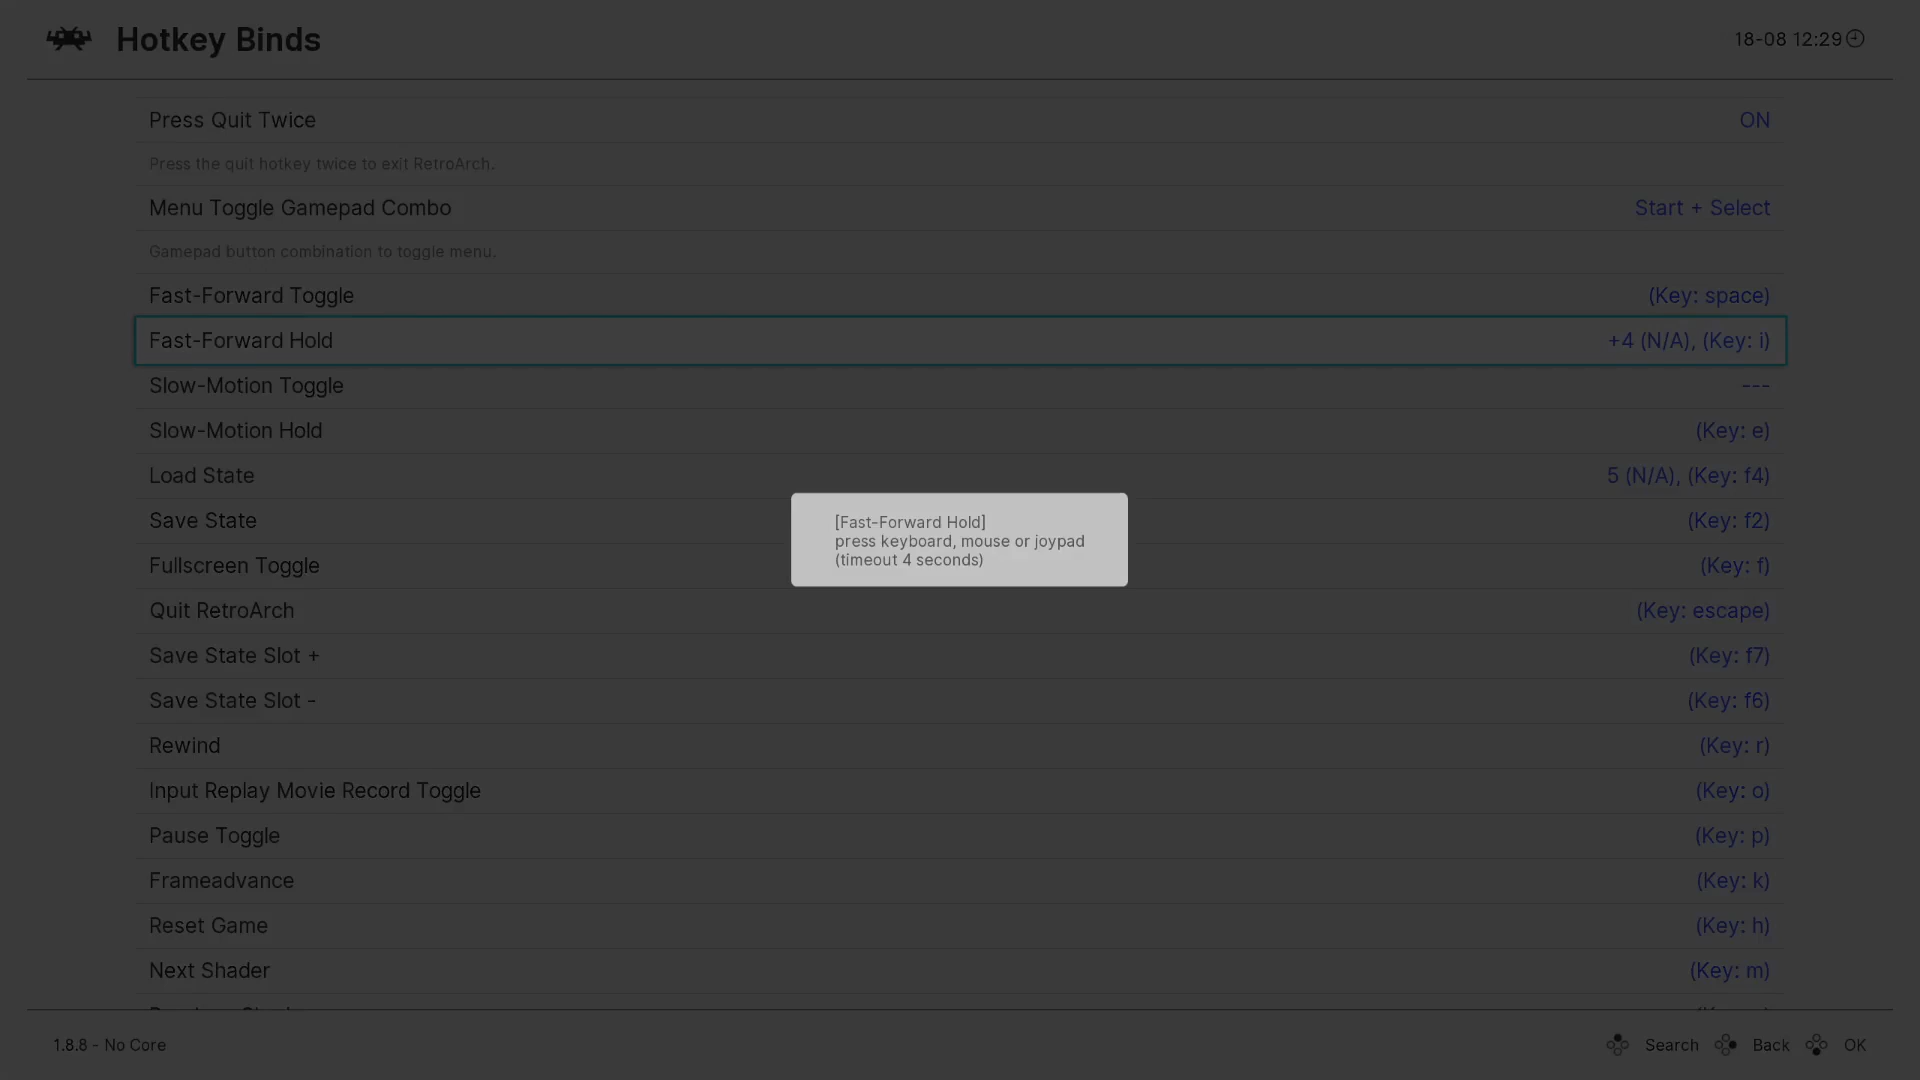 Hotkey Binds
18-08 12:29
Press Quit Twice ON
Press the quit hotkey twice to exit RetroArch.
Menu Toggle Gamepad Combo Start + Select
Gamepad button combination to toggle menu.
Fast-Forward Toggle (Key: space)
Fast-Forward Hold +4 (N/A), (Key: i)
Slow-Motion Toggle ---
Slow-Motion Hold (Key: e)
Load State 5 (N/A), (Key: f4)
Save State (Key: f2)
[Fast-Forward Hold]
press keyboard, mouse or joypad
(timeout 4 seconds)
Fullscreen Toggle (Key: f)
Quit RetroArch (Key: escape)
Save State Slot + (Key: f7)
Save State Slot - (Key: f6)
Rewind (Key: r)
Input Replay Movie Record Toggle (Key: o)
Pause Toggle (Key: p)
Frameadvance (Key: k)
Reset Game (Key: h)
Next Shader (Key: m)
1.8.8 - No Core
Search Back OK